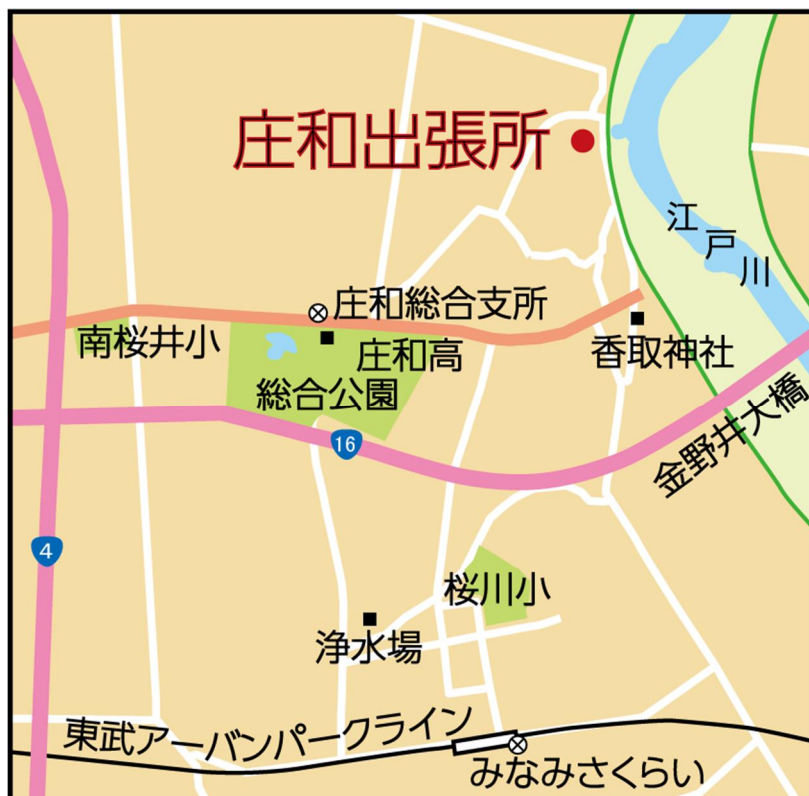 庄和出張所
江戸川
庄和総合支所
南桜井小
庄和高
香取神社
総合公園
金野井大橋
16
4
桜川小
浄水場
東武アーバンパークライン
みなみさくらい